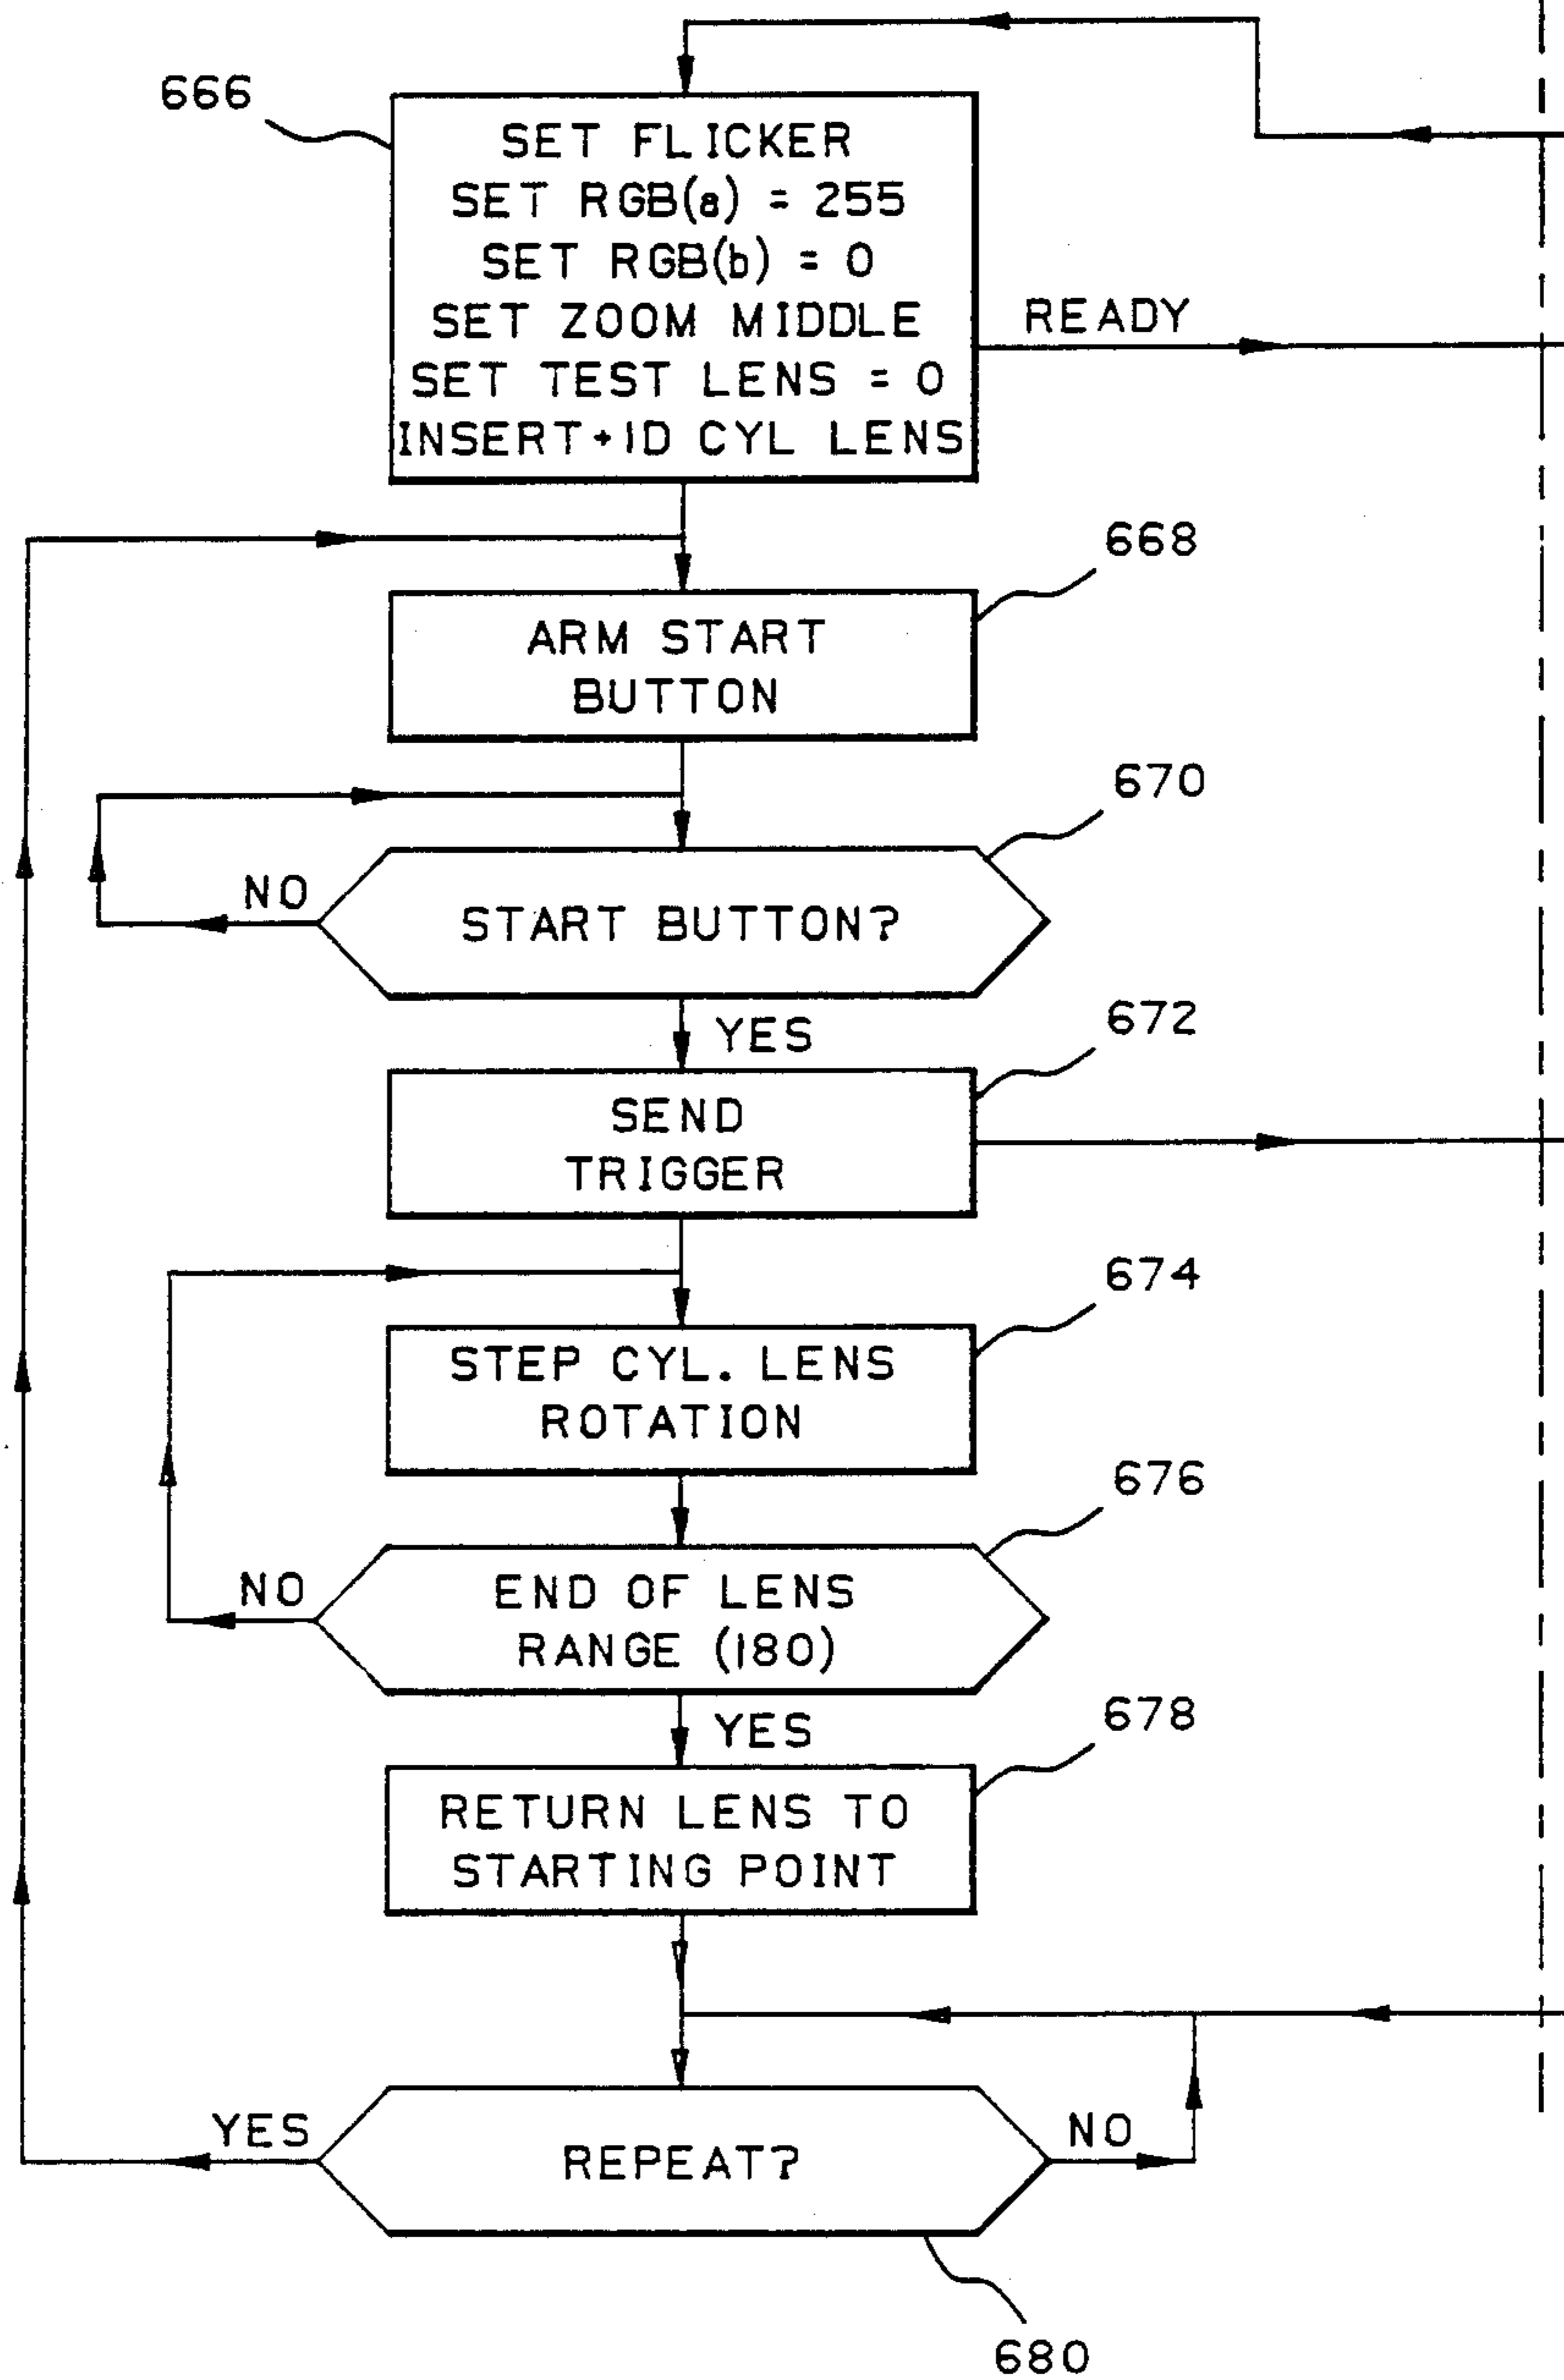 666
SET FLICKER
SET RGB(a) = 255
SET RGB(b) = 0
SET ZOOM MIDDLE
SET TEST LENS = 0
INSERT+1D CYL LENS
READY
668
ARM START
BUTTON
670
NO
START BUTTON?
YES
672
SEND
TRIGGER
674
STEP CYL. LENS
ROTATION
676
NO
END OF LENS
RANGE (180)
YES
678
RETURN LENS TO
STARTING POINT
YES
REPEAT?
NO
680